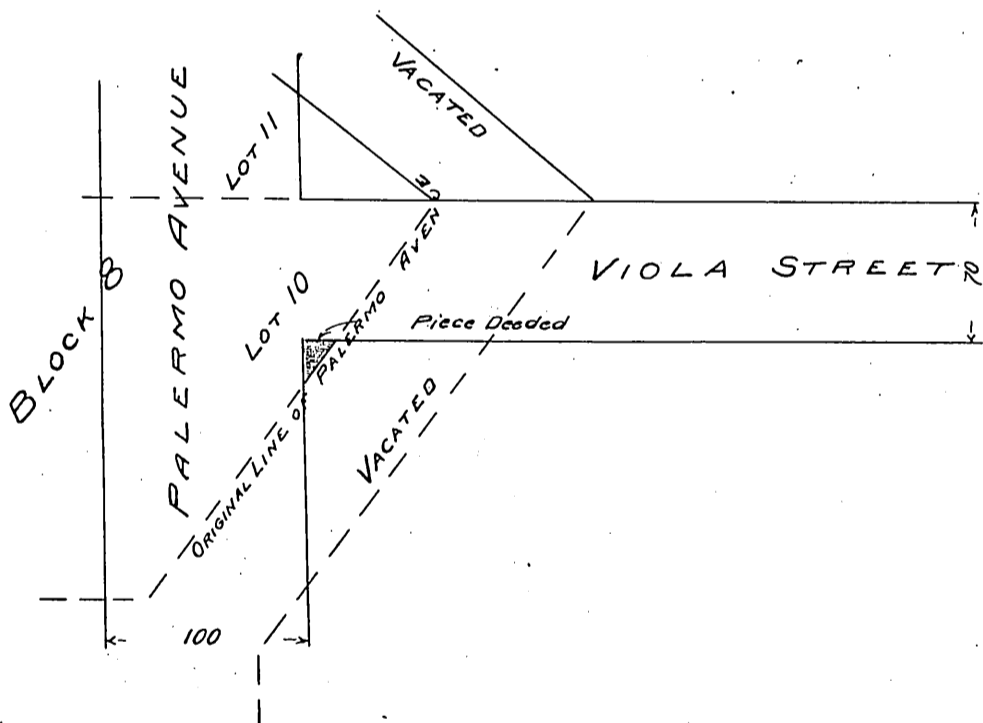 VACATED
PALERMO AVENUE
LOT 11
BLOCK 8
LOT 10
VIOLA STREET
Piece Deeded
ORIGINAL LINE OF PALERMO AVENUE
VACATED
100